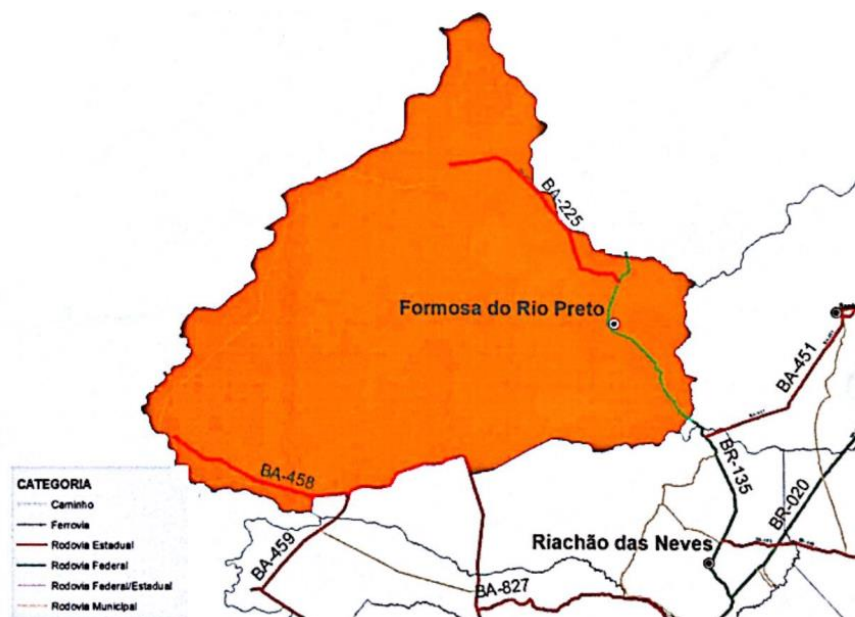 BA-225
Formosa do Rio Preto
BA-451
BA-458
BR-135
BR-020
BA-459
Riachão das Neves
BA-827
CATEGORIA
Caminho
Ferrovia
Rodovia Estadual
Rodovia Federal
Rodovia Federal/Estadual
Rodovia Municipal